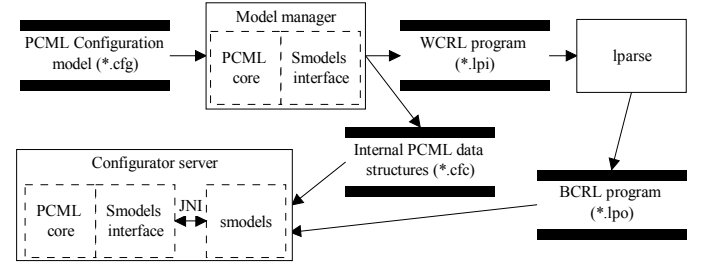 Model manager
PCML Configuration
model (*.cfg)
PCML
core
Smodels
interface
WCRL program
(*.lpi)
lparse
Internal PCML data
structures (*.cfc)
Configurator server
PCML
core
Smodels
interface
JNI
smodels
BCRL program
(*.lpo)